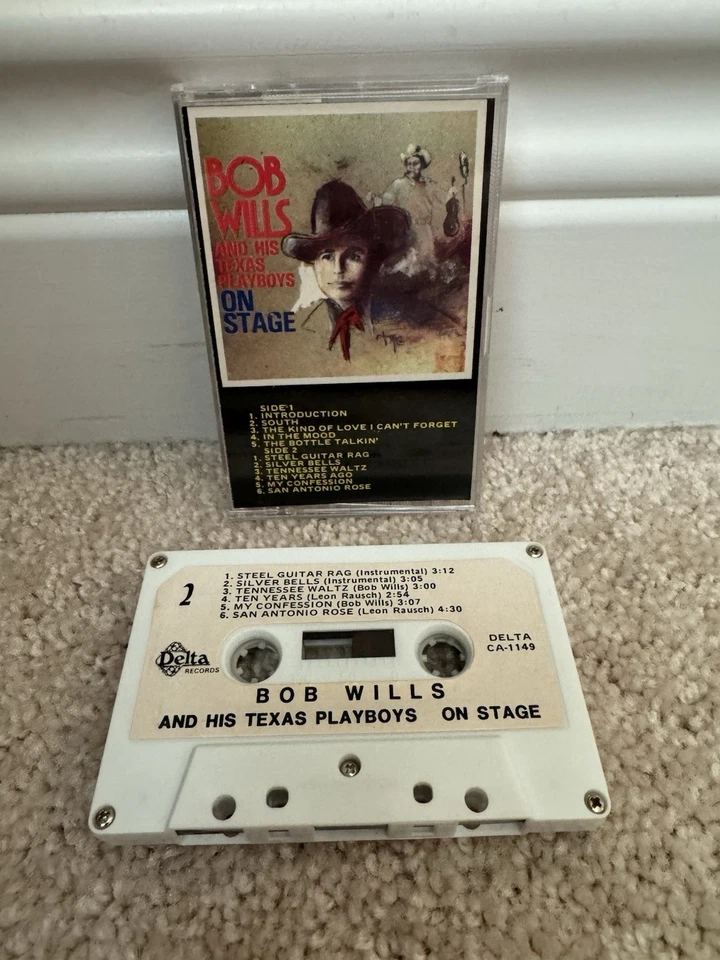 BOB
WILLS
AND HIS
TEXAS
PLAYBOYS
ON
STAGE
SIDE 1
1. INTRODUCTION
2. SOUTH
3. THE KIND OF LOVE I CAN'T FORGET
4. IN THE MOOD
5. THE BOTTLE TALKIN'
SIDE 2
1. STEEL GUITAR RAG
2. SILVER BELLS
3. TENNESSEE WALTZ
4. TEN YEARS AGO
5. MY CONFESSION
6. SAN ANTONIO ROSE
2
1. STEEL GUITAR RAG (Instrumental) 3:12
2. SILVER BELLS (Instrumental) 3:05
3. TENNESSEE WALTZ (Bob Wills) 3:00
4. TEN YEARS (Leon Rausch) 2:54
5. MY CONFESSION (Bob Wills) 3:07
6. SAN ANTONIO ROSE (Leon Rausch) 4:30
Delta
RECORDS
DELTA
CA-1149
BOB WILLS
AND HIS TEXAS PLAYBOYS ON STAGE